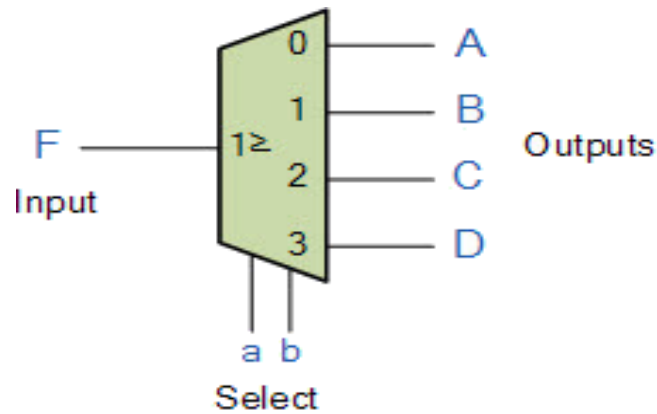 0 A
1 B
F 1≥ Outputs
2 C
Input
3 D
a b
Select